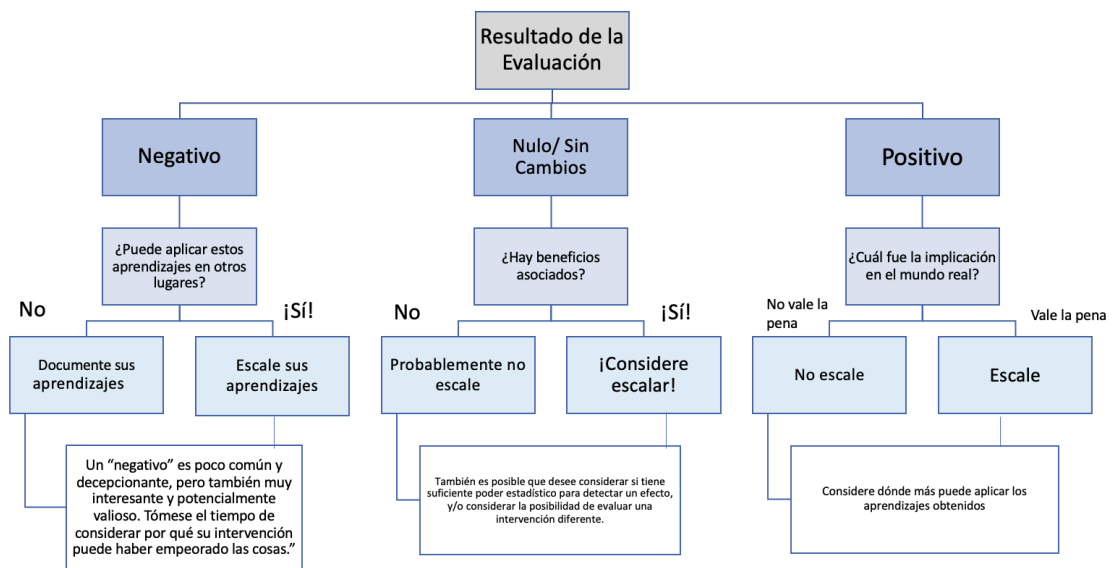 Resultado de la
Evaluación
Negativo
Nulo/ Sin
Cambios
Positivo
¿Puede aplicar estos
aprendizajes en otros
lugares?
¿Hay beneficios
asociados?
¿Cuál fue la implicación
en el mundo real?
No
¡Sí!
No
¡Sí!
No vale la
pena
Vale la pena
Documente sus
aprendizajes
Escale sus
aprendizajes
Probablemente no
escale
¡Considere
escalar!
No escale
Escale
Un “negativo” es poco común y
decepcionante, pero también muy
interesante y potencialmente
valioso. Tómese el tiempo de
considerar por qué su intervención
puede haber empeorado las cosas.”
También es posible que desee considerar si tiene
suficiente poder estadístico para detectar un efecto,
y/o considerar la posibilidad de evaluar una
intervención diferente.
Considere dónde más puede aplicar los
aprendizajes obtenidos